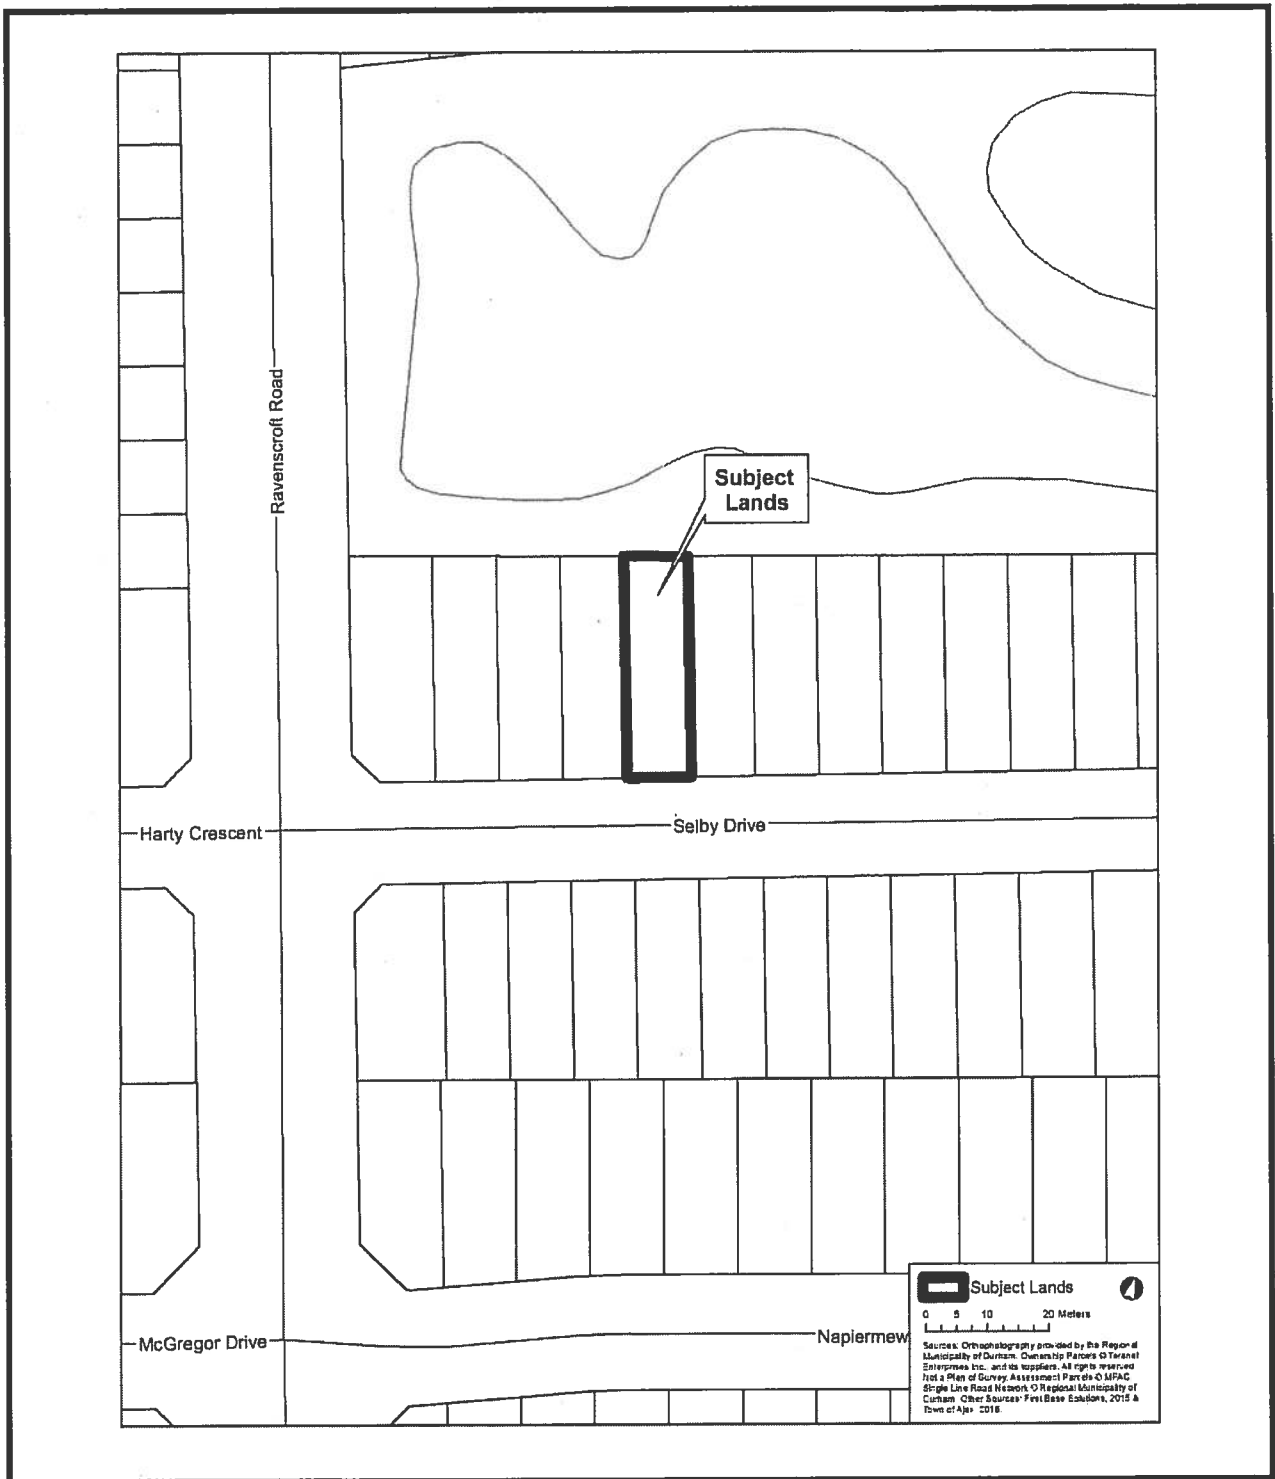 Ravenscroft Road
Subject
Lands
Harty Crescent
Selby Drive
McGregor Drive
Napiermew
Subject Lands
0 5 10 20 Meters
Sources: Orthophotography provided by the Regional
Municipality of Durham. Ownership Parcels © Teranet
Enterprises Inc. and its suppliers. All rights reserved
Not a Plan of Survey. Assessment Parcels © MPAC
Single Line Road Network © Regional Municipality of
Durham. Other Sources: First Base Solutions, 2015 &
Town of Ajax 2016.